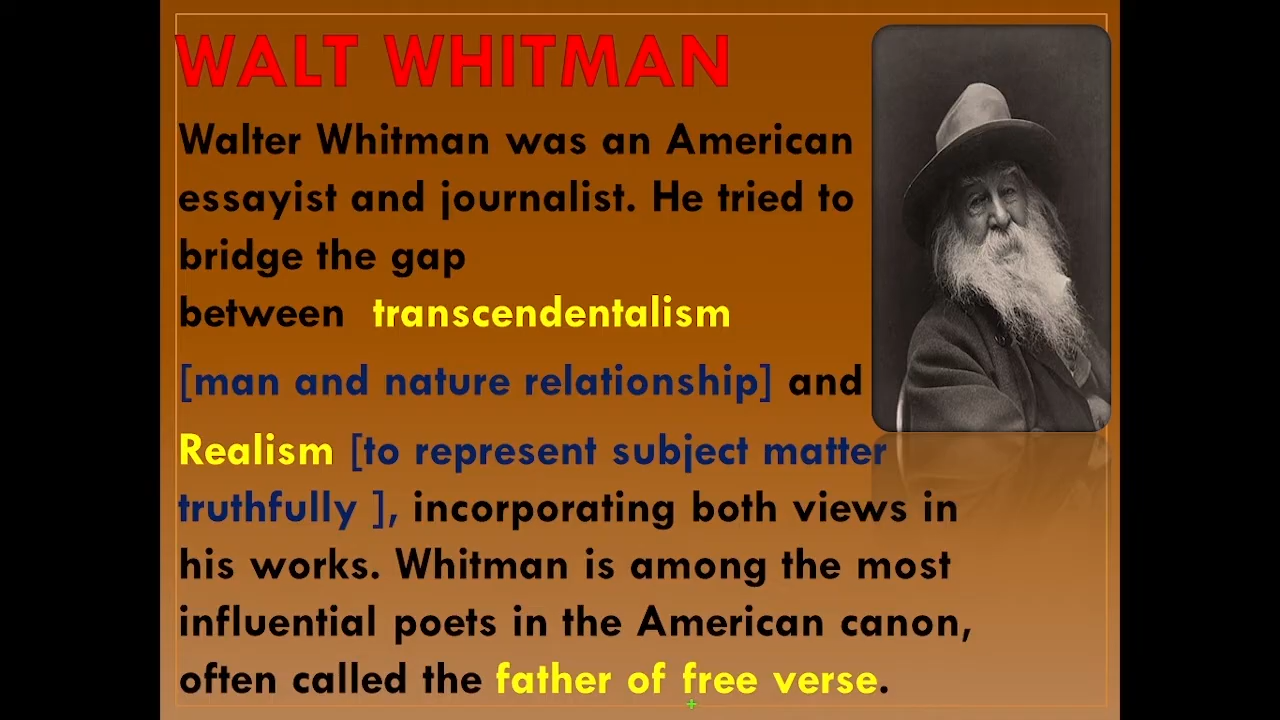 WALT WHITMAN
Walter Whitman was an American
essayist and journalist. He tried to
bridge the gap
between transcendentalism
[man and nature relationship] and
Realism [to represent subject matter
truthfully ], incorporating both views in
his works. Whitman is among the most
influential poets in the American canon,
often called the father of free verse.